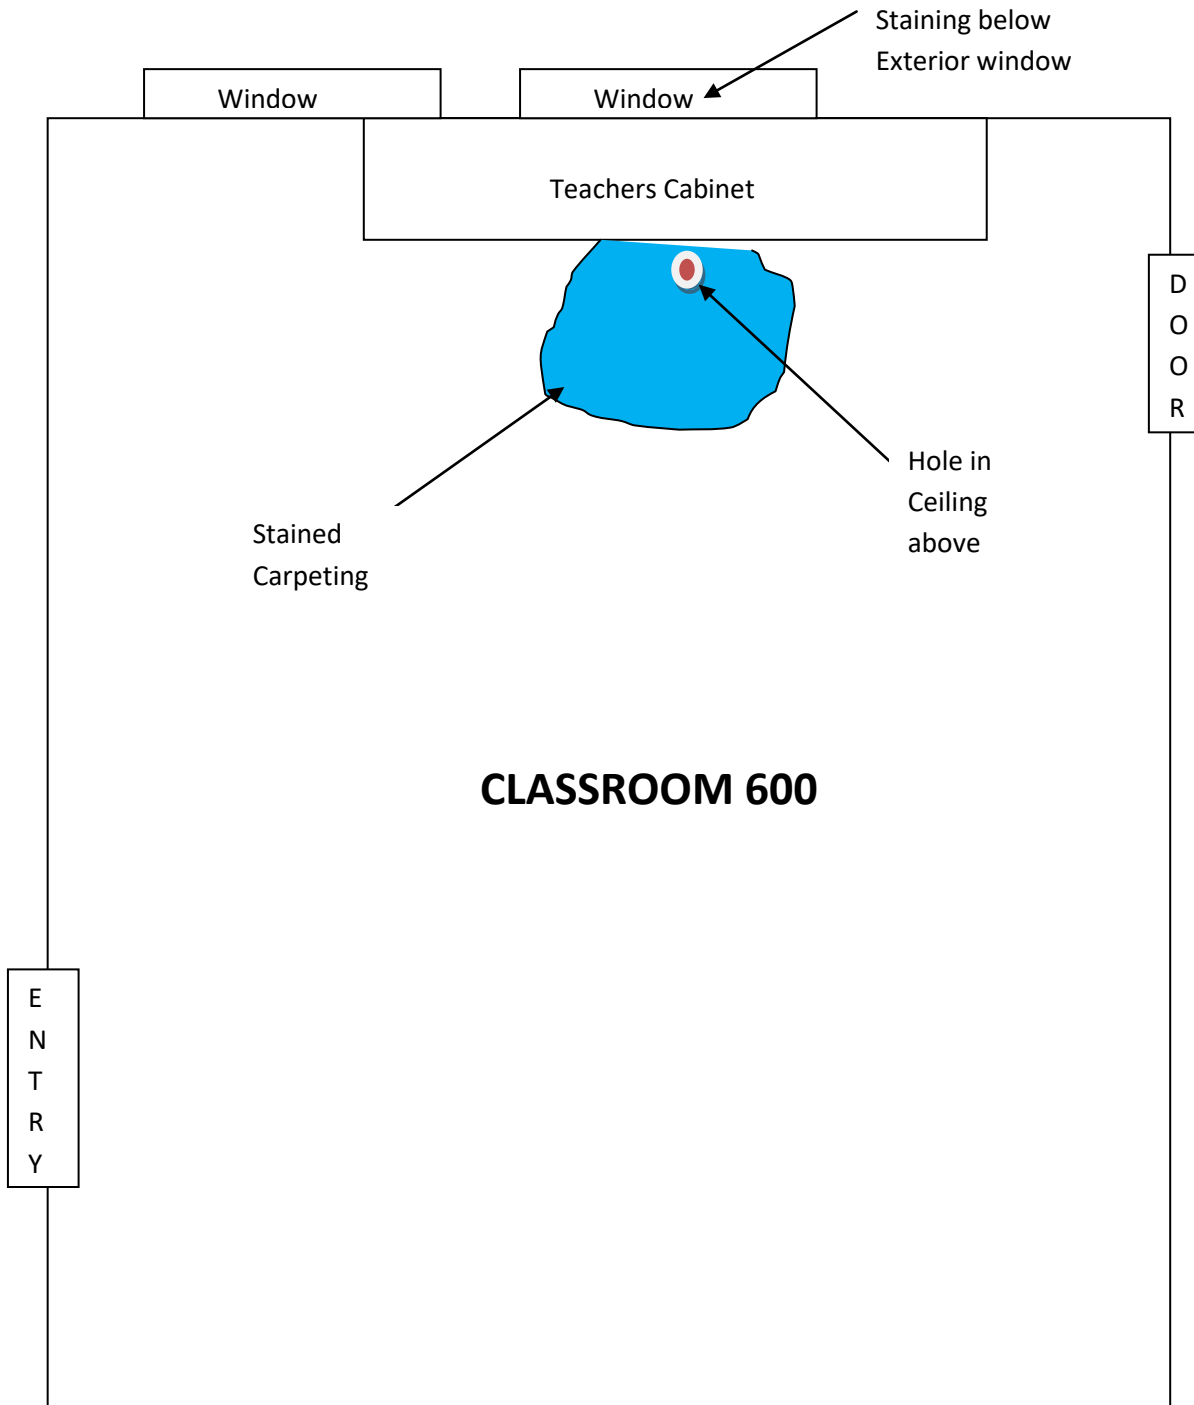 Staining below
Exterior window
Window
Window
Teachers Cabinet
D
O
O
R
Hole in
Ceiling
above
Stained
Carpeting
CLASSROOM 600
E
N
T
R
Y